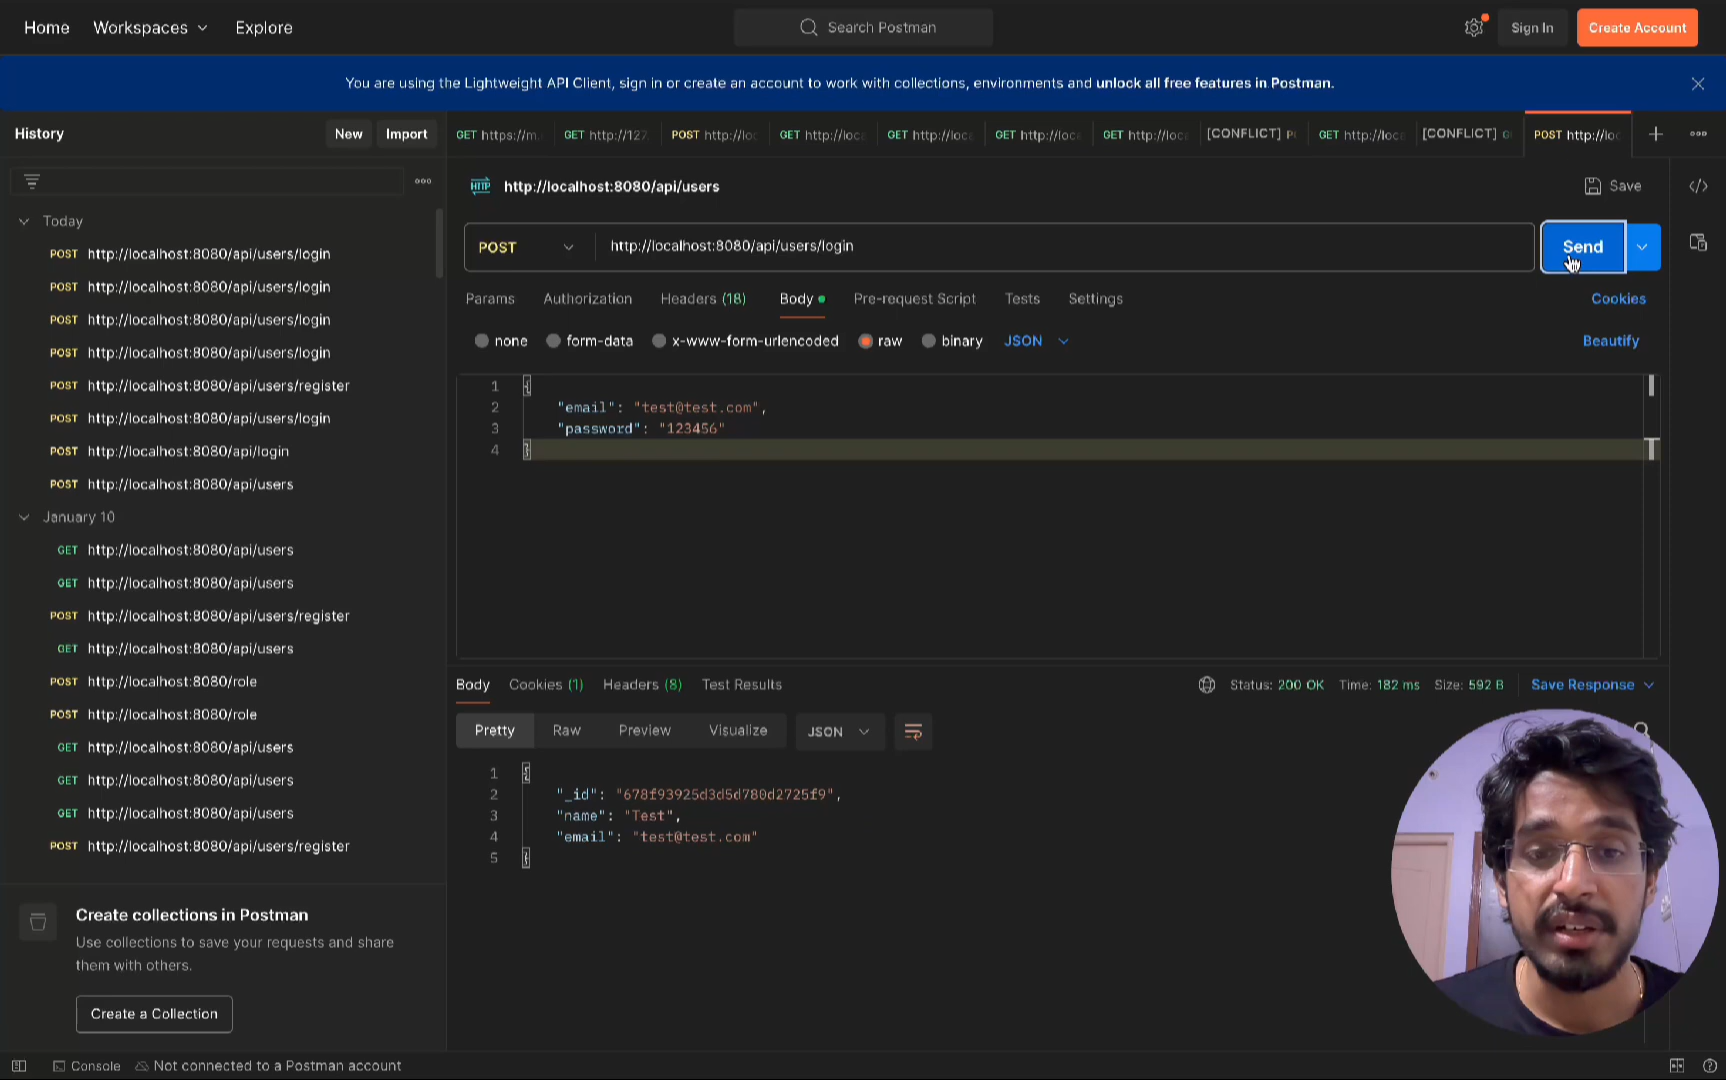 Home Workspaces Explore Search Postman Sign In Create Account
You are using the Lightweight API Client, sign in or create an account to work with collections, environments and unlock all free features in Postman.
History New Import
GET https://m. GET http://127. POST http://loc GET http://loca GET http://loca GET http://loca GET http://loca [CONFLICT] P GET http://loca [CONFLICT] G POST http://loc
http://localhost:8080/api/users Save
POST http://localhost:8080/api/users/login Send
Params Authorization Headers (18) Body Pre-request Script Tests Settings Cookies
none form-data x-www-form-urlencoded raw binary JSON Beautify
1 {
2 "email": "test@test.com",
3 "password": "123456"
4 }
Today
POST http://localhost:8080/api/users/login
POST http://localhost:8080/api/users/login
POST http://localhost:8080/api/users/login
POST http://localhost:8080/api/users/login
POST http://localhost:8080/api/users/register
POST http://localhost:8080/api/users/login
POST http://localhost:8080/api/login
POST http://localhost:8080/api/users
January 10
GET http://localhost:8080/api/users
GET http://localhost:8080/api/users
POST http://localhost:8080/api/users/register
GET http://localhost:8080/api/users
POST http://localhost:8080/role
POST http://localhost:8080/role
GET http://localhost:8080/api/users
GET http://localhost:8080/api/users
GET http://localhost:8080/api/users
POST http://localhost:8080/api/users/register
Body Cookies (1) Headers (8) Test Results Status: 200 OK Time: 182 ms Size: 592 B Save Response
Pretty Raw Preview Visualize JSON
1 {
2 "_id": "678f93925d3d5d780d2725f9",
3 "name": "Test",
4 "email": "test@test.com"
5 }
Create collections in Postman
Use collections to save your requests and share
them with others.
Create a Collection
Console Not connected to a Postman account